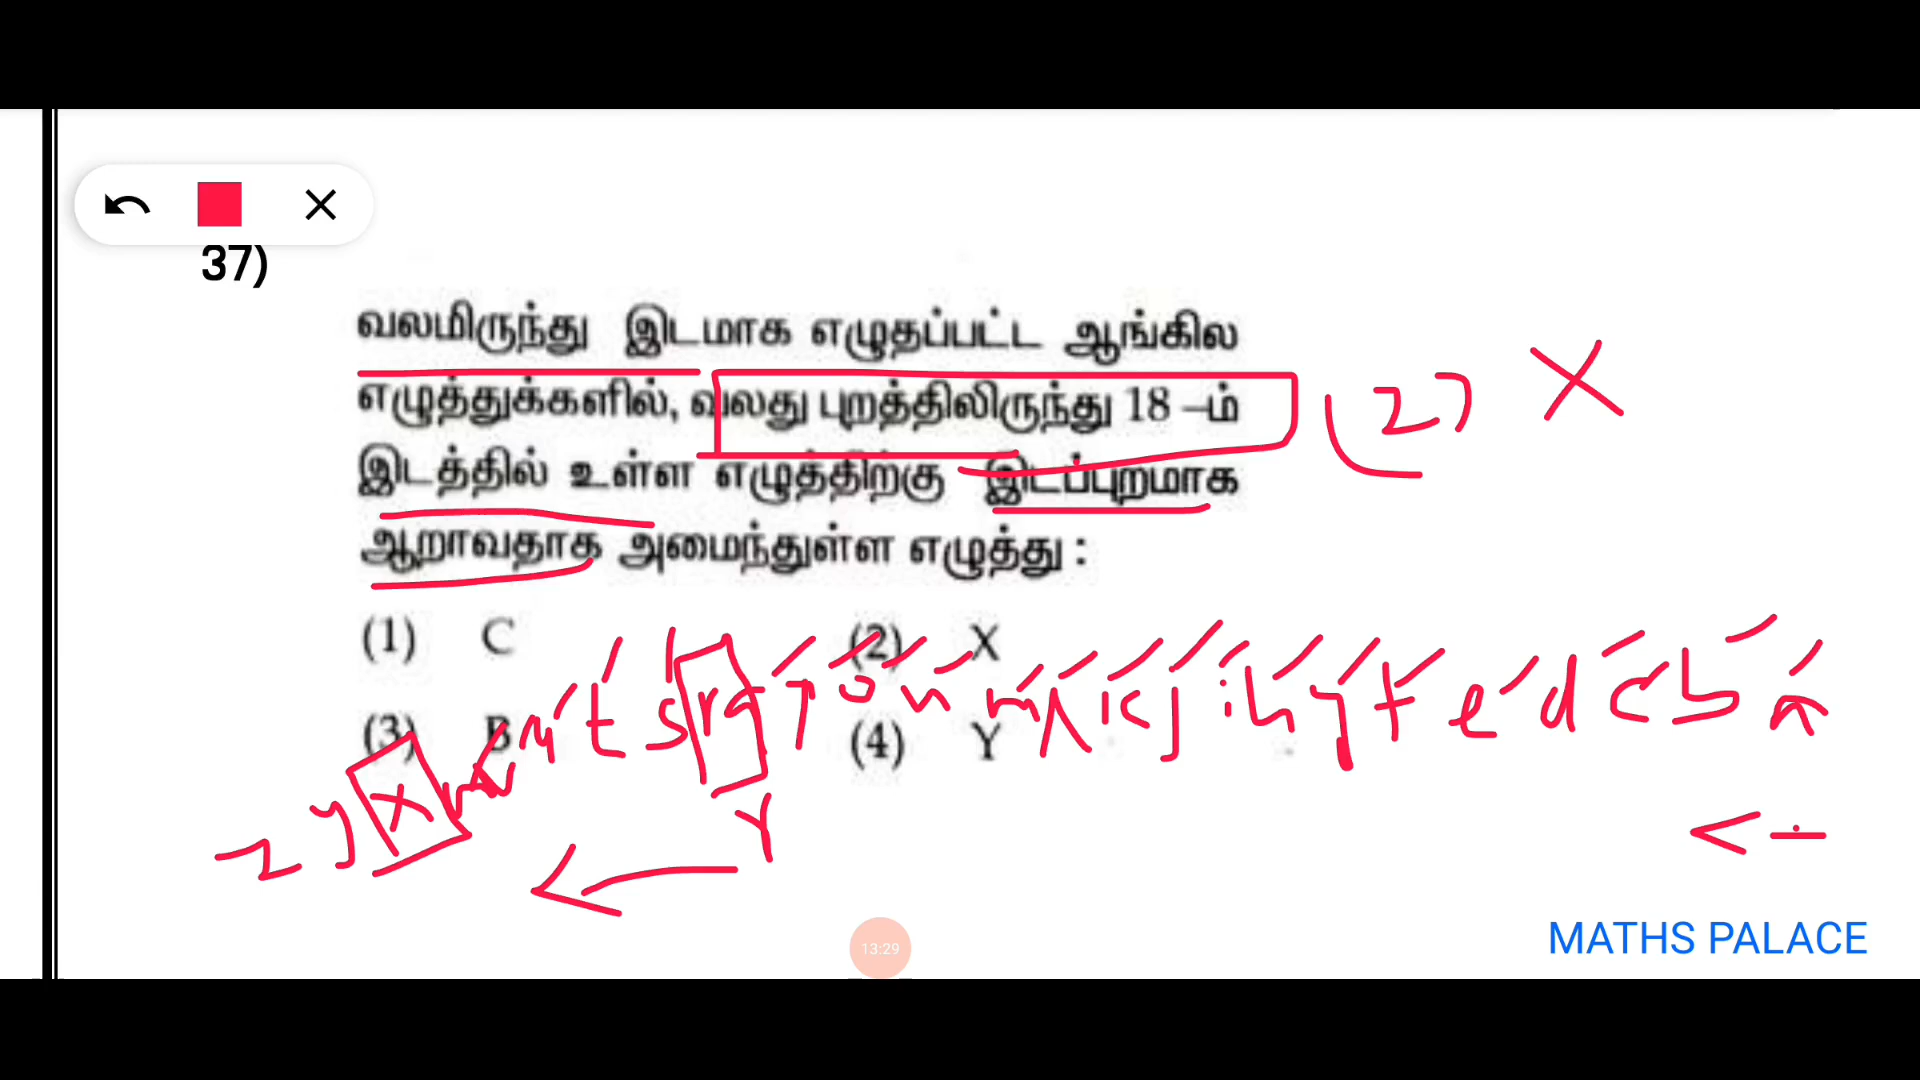 37)
வலமிருந்து இடமாக எழுதப்பட்ட ஆங்கில
எழுத்துக்களில், வலது புறத்திலிருந்து 18 –ம் (2) X
இடத்தில் உள்ள எழுத்திற்கு இடப்புறமாக
ஆறாவதாக அமைந்துள்ள எழுத்து :
(1) C (2) X
(3) B (4) Y
z y x w v u t s r q p o n m l k j i h g f e d c b a
r
13:29
MATHS PALACE